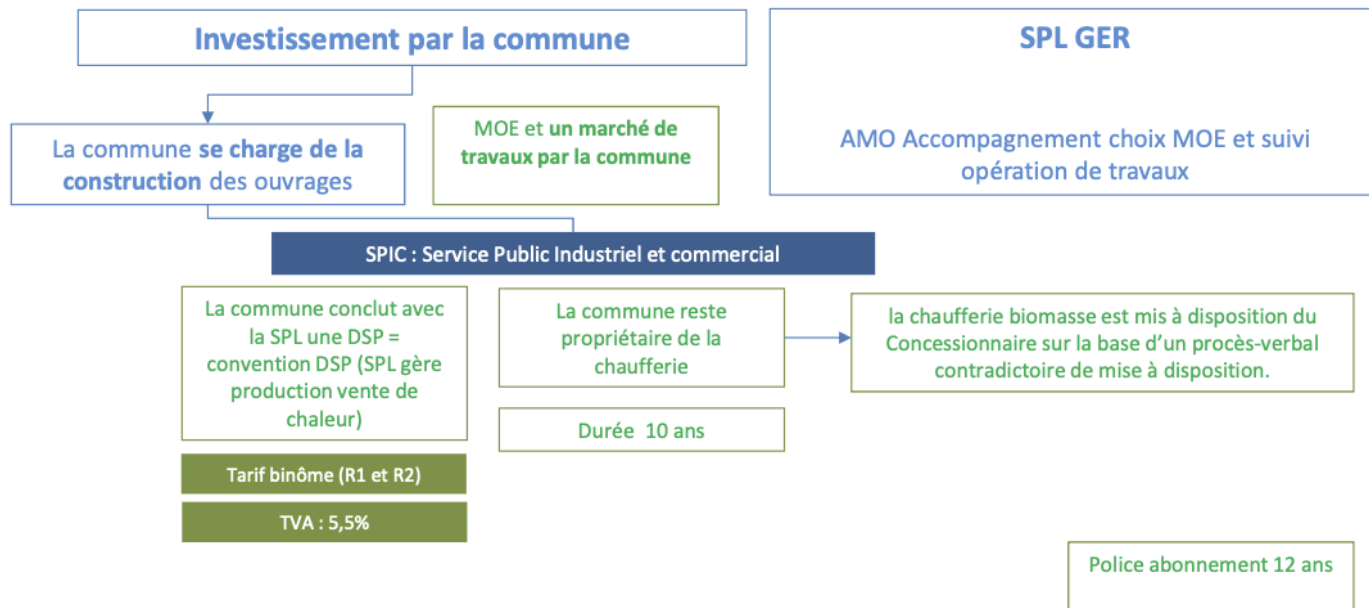 Investissement par la commune
SPL GER
AMO Accompagnement choix MOE et suivi
opération de travaux
La commune se charge de la
construction des ouvrages
MOE et un marché de
travaux par la commune
SPIC : Service Public Industriel et commercial
La commune conclut avec
la SPL une DSP =
convention DSP (SPL gère
production vente de
chaleur)
La commune reste
propriétaire de la
chaufferie
la chaufferie biomasse est mis à disposition du
Concessionnaire sur la base d’un procès-verbal
contradictoire de mise à disposition.
Durée 10 ans
Tarif binôme (R1 et R2)
TVA : 5,5%
Police abonnement 12 ans